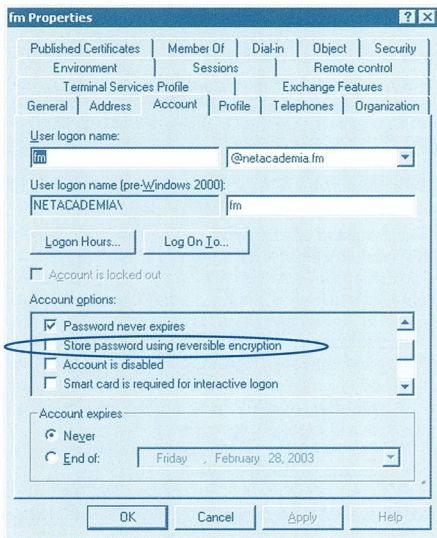 fm Properties
Published Certificates Member Of Dial-in Object Security
Environment Sessions Remote control
Terminal Services Profile Exchange Features
General Address Account Profile Telephones Organization
User logon name:
fm @netacademia.fm
User logon name (pre-Windows 2000):
NETACADEMIA\ fm
Logon Hours... Log On To...
Account is locked out
Account options:
Password never expires
Store password using reversible encryption
Account is disabled
Smart card is required for interactive logon
Account expires
Never
End of: Friday , February 28, 2003
OK Cancel Apply Help